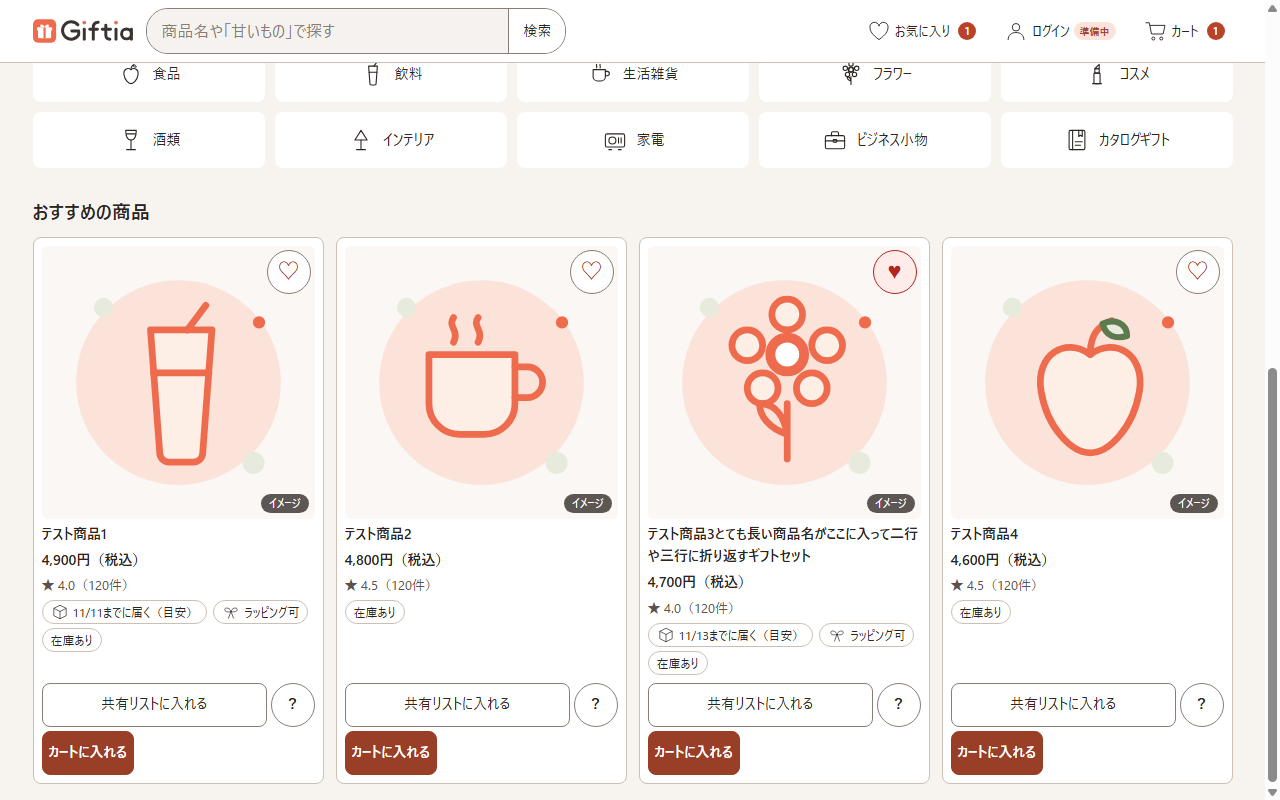 Giftia
商品名や「甘いもの」で探す
検索
お気に入り 1
ログイン 準備中
カート 1
食品
飲料
生活雑貨
フラワー
コスメ
酒類
インテリア
家電
ビジネス小物
カタログギフト
おすすめの商品
イメージ
テスト商品1
4,900円（税込）
★ 4.0（120件）
11/11までに届く（目安）
ラッピング可
在庫あり
共有リストに入れる
?
カートに入れる
イメージ
テスト商品2
4,800円（税込）
★ 4.5（120件）
在庫あり
共有リストに入れる
?
カートに入れる
イメージ
テスト商品3とても長い商品名がここに入って二行
や三行に折り返すギフトセット
4,700円（税込）
★ 4.0（120件）
11/13までに届く（目安）
ラッピング可
在庫あり
共有リストに入れる
?
カートに入れる
イメージ
テスト商品4
4,600円（税込）
★ 4.5（120件）
在庫あり
共有リストに入れる
?
カートに入れる